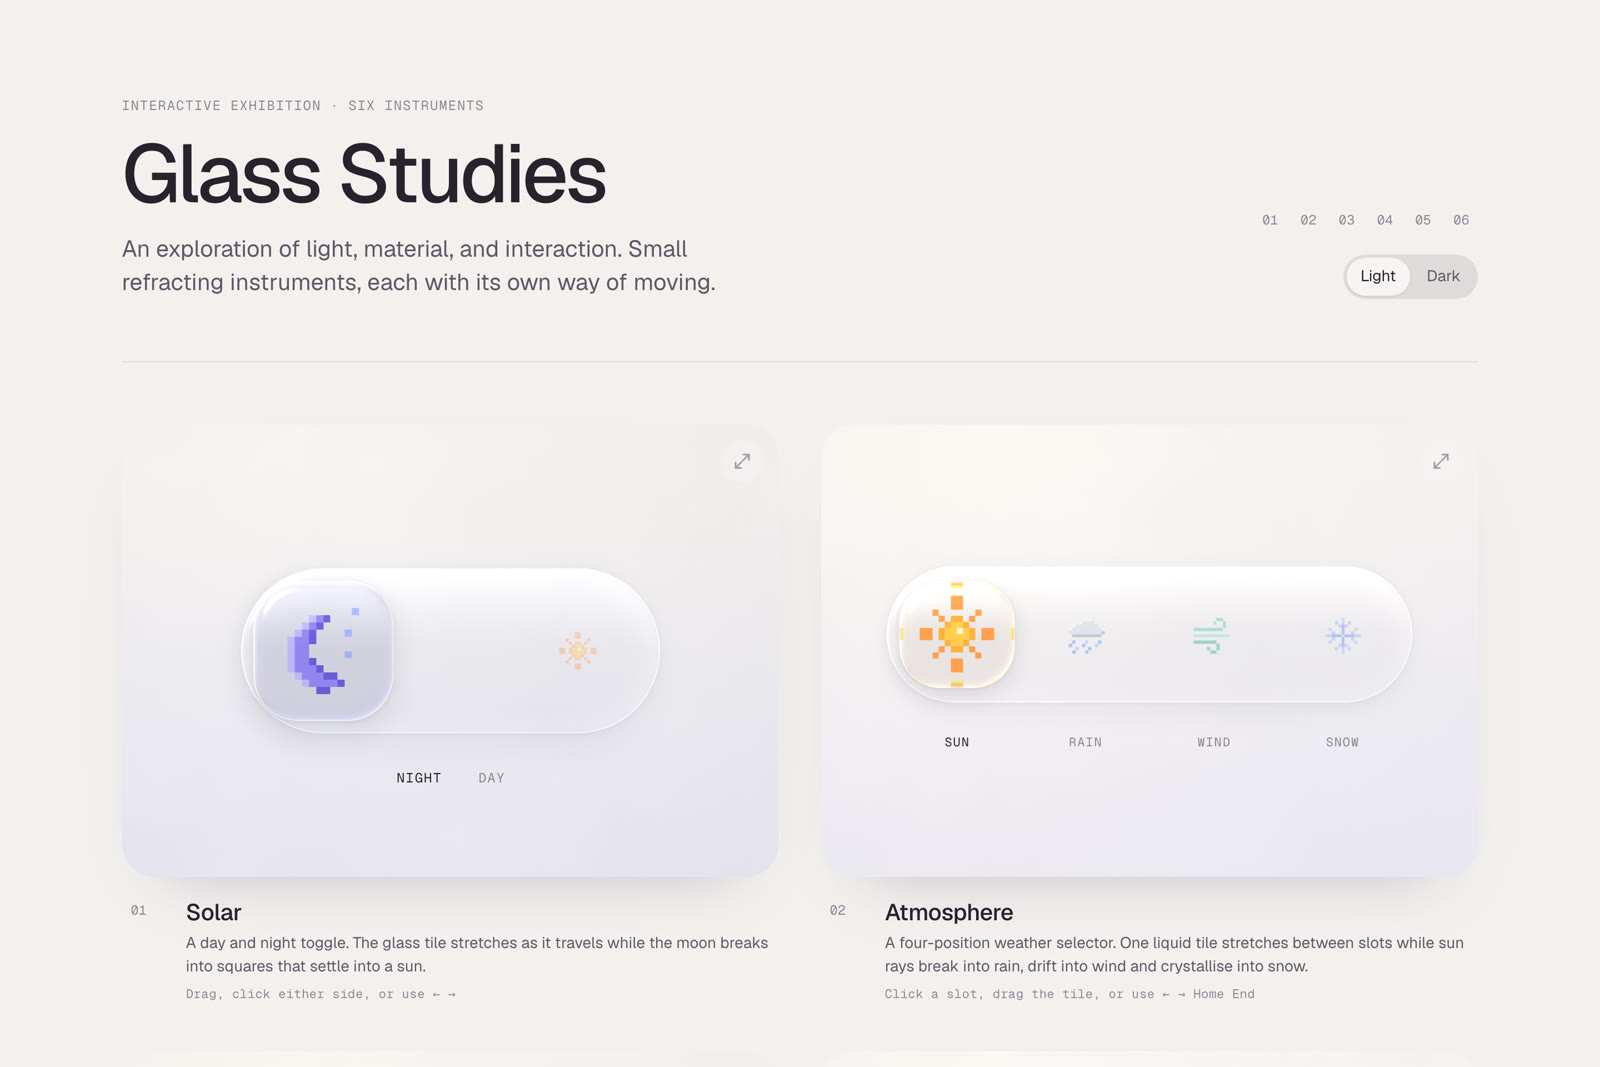 INTERACTIVE EXHIBITION · SIX INSTRUMENTS
Glass Studies
An exploration of light, material, and interaction. Small
refracting instruments, each with its own way of moving.
01 02 03 04 05 06
Light Dark
NIGHT DAY
SUN RAIN WIND SNOW
01
Solar
A day and night toggle. The glass tile stretches as it travels while the moon breaks
into squares that settle into a sun.
Drag, click either side, or use ← →
02
Atmosphere
A four-position weather selector. One liquid tile stretches between slots while sun
rays break into rain, drift into wind and crystallise into snow.
Click a slot, drag the tile, or use ← → Home End